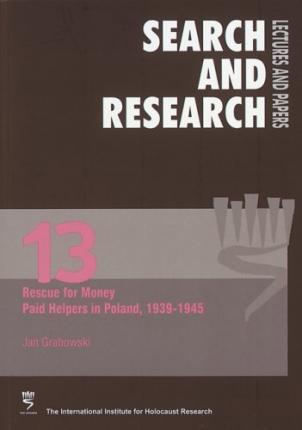 SEARCH
AND
RESEARCH
LECTURES AND PAPERS
13
Rescue for Money
Paid Helpers in Poland, 1939-1945
Jan Grabowski
The International Institute for Holocaust Research